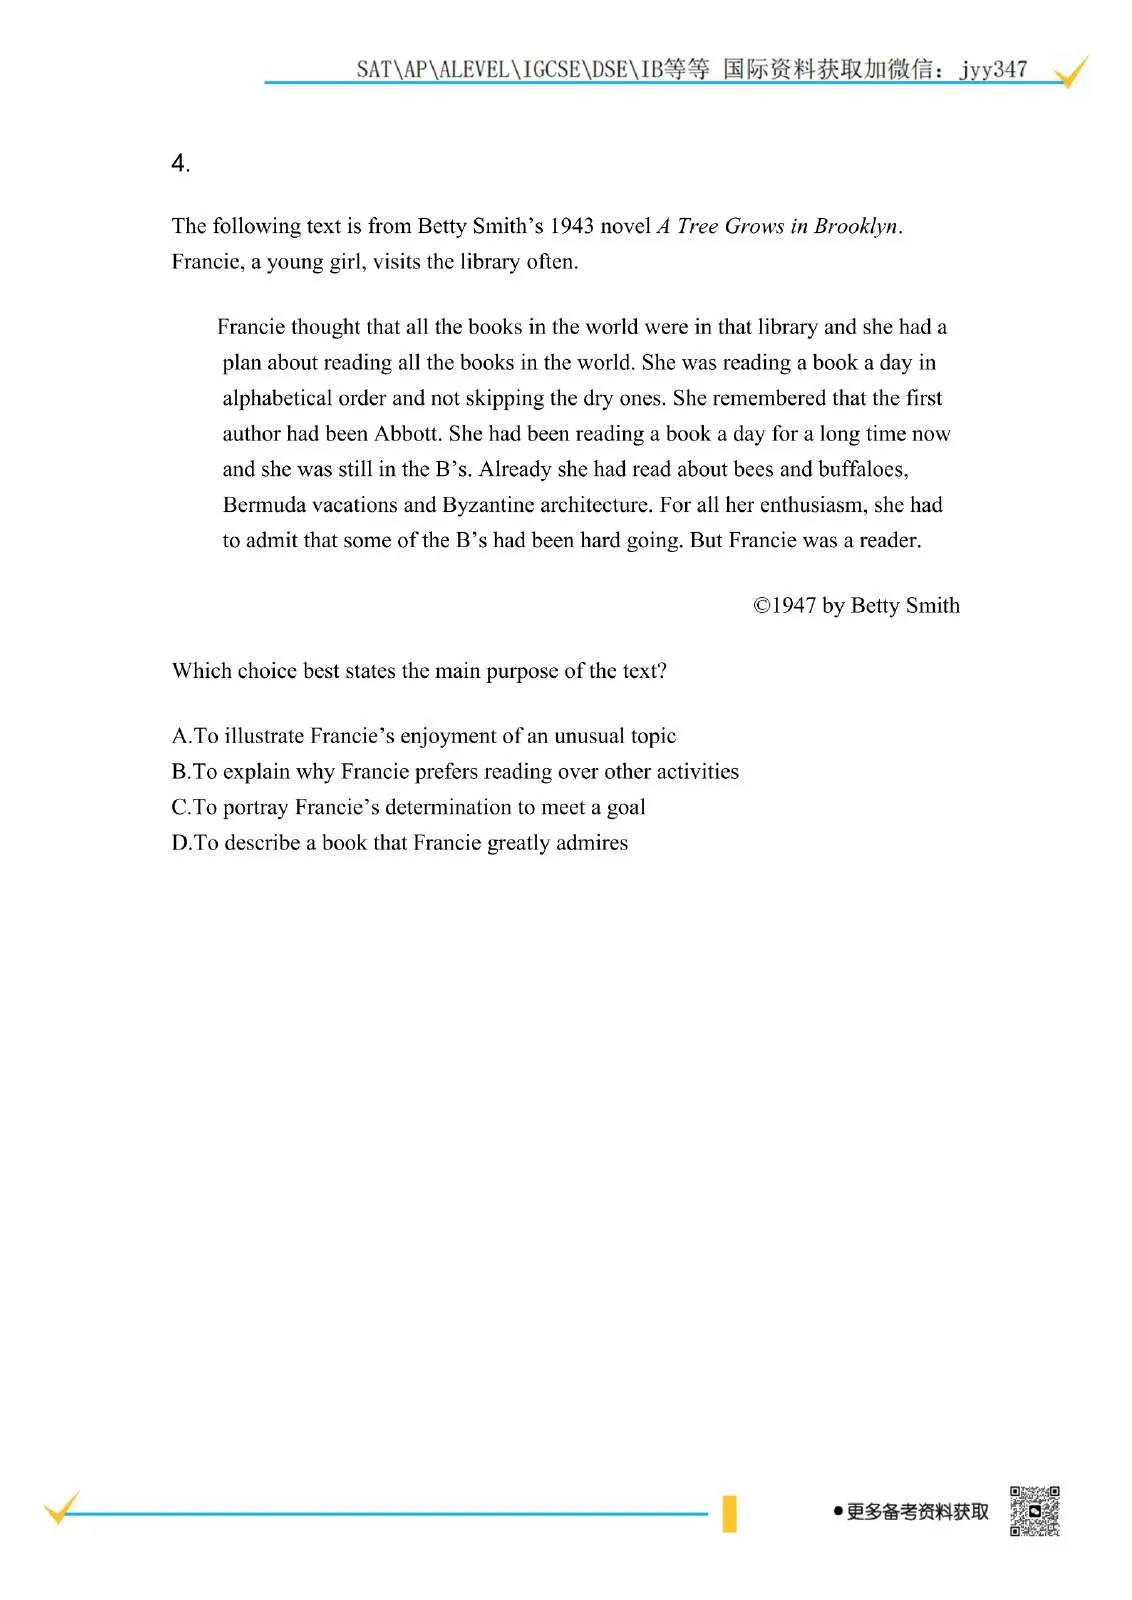 SAT\AP\ALEVEL\IGCSE\DSE\IB等等 国际资料获取加微信：jyy347
4.
The following text is from Betty Smith’s 1943 novel A Tree Grows in Brooklyn.
Francie, a young girl, visits the library often.
Francie thought that all the books in the world were in that library and she had a
plan about reading all the books in the world. She was reading a book a day in
alphabetical order and not skipping the dry ones. She remembered that the first
author had been Abbott. She had been reading a book a day for a long time now
and she was still in the B’s. Already she had read about bees and buffaloes,
Bermuda vacations and Byzantine architecture. For all her enthusiasm, she had
to admit that some of the B’s had been hard going. But Francie was a reader.
©1947 by Betty Smith
Which choice best states the main purpose of the text?
A.To illustrate Francie’s enjoyment of an unusual topic
B.To explain why Francie prefers reading over other activities
C.To portray Francie’s determination to meet a goal
D.To describe a book that Francie greatly admires
●更多备考资料获取